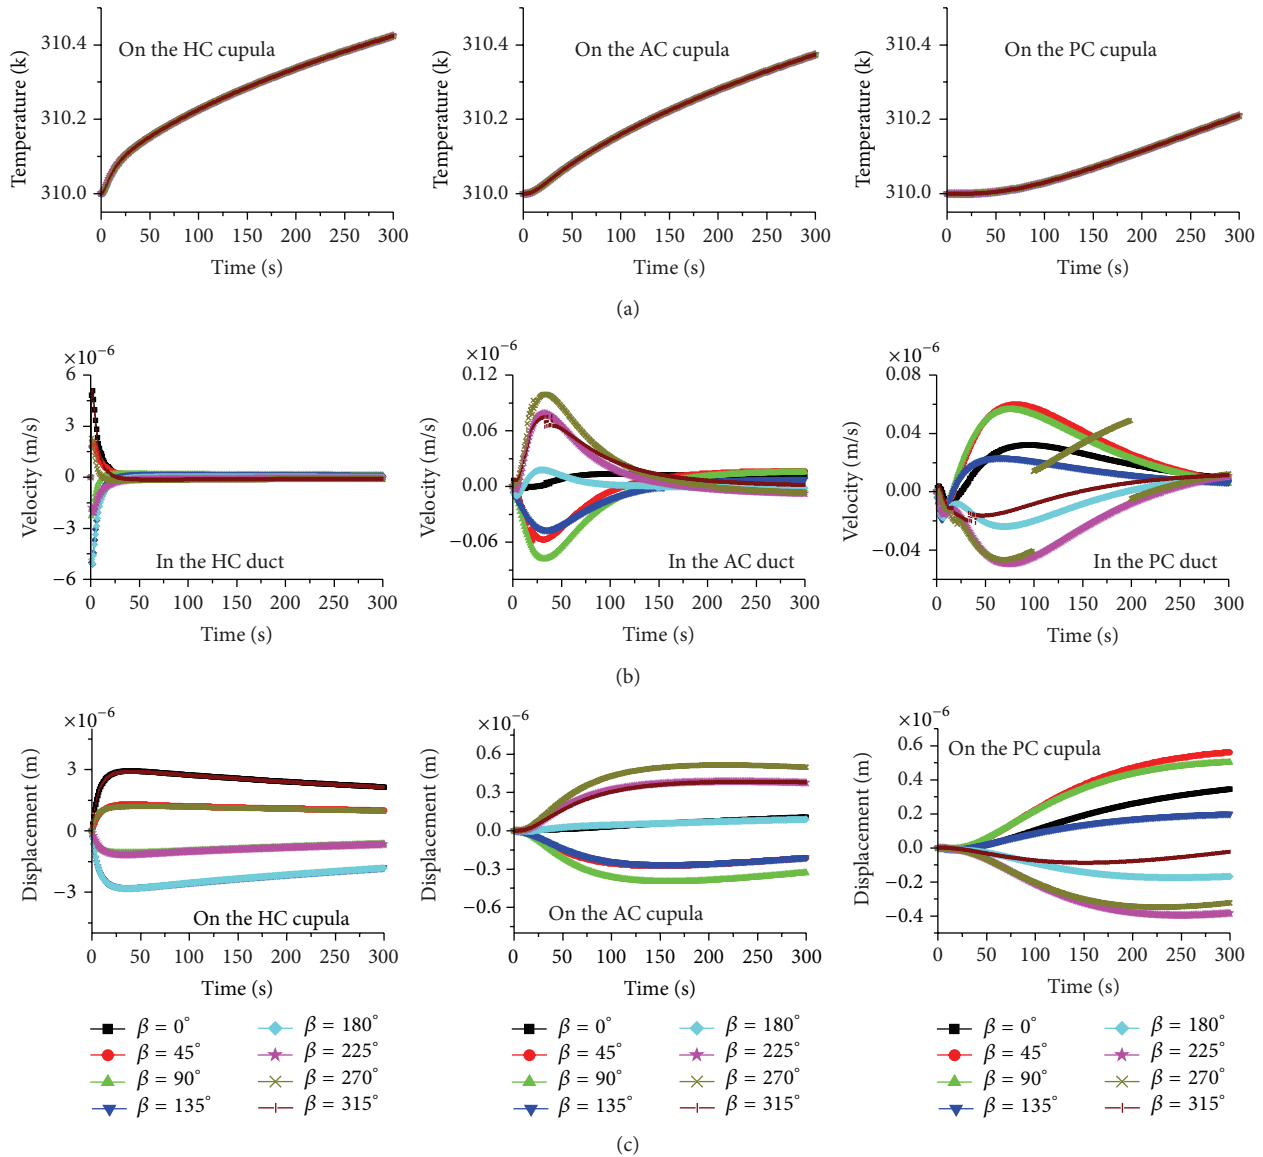 On the HC cupula
310.4
310.2
310.0
Temperature (k)
0 50 100 150 200 250 300
Time (s)
On the AC cupula
310.4
310.2
310.0
Temperature (k)
0 50 100 150 200 250 300
Time (s)
On the PC cupula
310.4
310.2
310.0
Temperature (k)
0 50 100 150 200 250 300
Time (s)
(a)
×10⁻⁶
6
3
0
−3
−6
Velocity (m/s)
In the HC duct
0 50 100 150 200 250 300
Time (s)
×10⁻⁶
0.12
0.06
0.00
−0.06
Velocity (m/s)
In the AC duct
0 50 100 150 200 250 300
Time (s)
×10⁻⁶
0.08
0.04
0.00
−0.04
Velocity (m/s)
In the PC duct
0 50 100 150 200 250 300
Time (s)
(b)
×10⁻⁶
3
0
−3
Displacement (m)
On the HC cupula
0 50 100 150 200 250 300
Time (s)
×10⁻⁶
0.6
0.3
0.0
−0.3
−0.6
Displacement (m)
On the AC cupula
0 50 100 150 200 250 300
Time (s)
×10⁻⁶
0.6
0.4
0.2
0.0
−0.2
−0.4
Displacement (m)
On the PC cupula
0 50 100 150 200 250 300
Time (s)
β = 0° β = 180°
β = 45° β = 225°
β = 90° β = 270°
β = 135° β = 315°
β = 0° β = 180°
β = 45° β = 225°
β = 90° β = 270°
β = 135° β = 315°
β = 0° β = 180°
β = 45° β = 225°
β = 90° β = 270°
β = 135° β = 315°
(c)